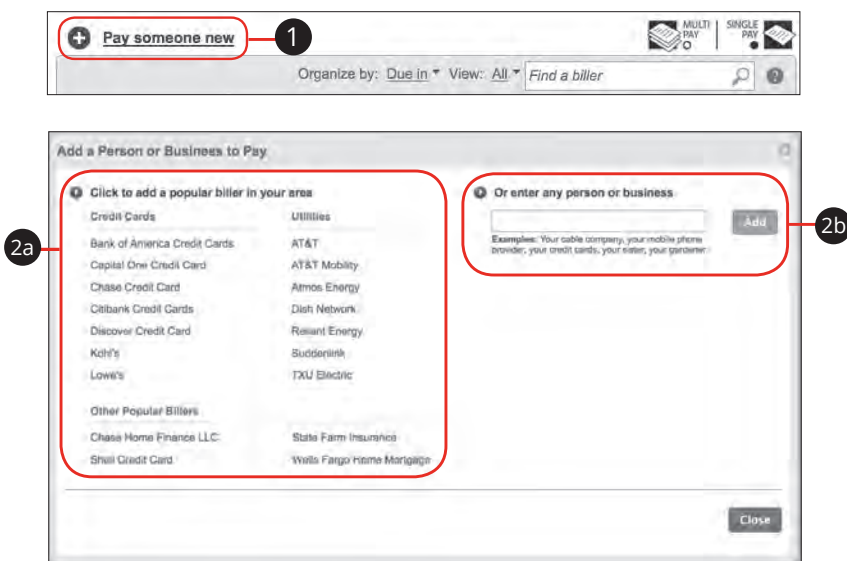 Pay someone new
1
MULTI PAY
SINGLE PAY
Organize by: Due in View: All Find a biller
?
Add a Person or Business to Pay
2a
Click to add a popular biller in your area
Credit Cards Utilities
Bank of America Credit Cards AT&T
Capital One Credit Card AT&T Mobility
Chase Credit Card Atmos Energy
Citibank Credit Cards Dish Network
Discover Credit Card Reliant Energy
Kohl's Suddenlink
Lowe's TXU Electric
Other Popular Billers
Chase Home Finance LLC State Farm Insurance
Shell Credit Card Wells Fargo Home Mortgage
Or enter any person or business
Add
2b
Examples: Your cable company, your mobile phone
provider, your credit cards, your sister, your gardener.
Close